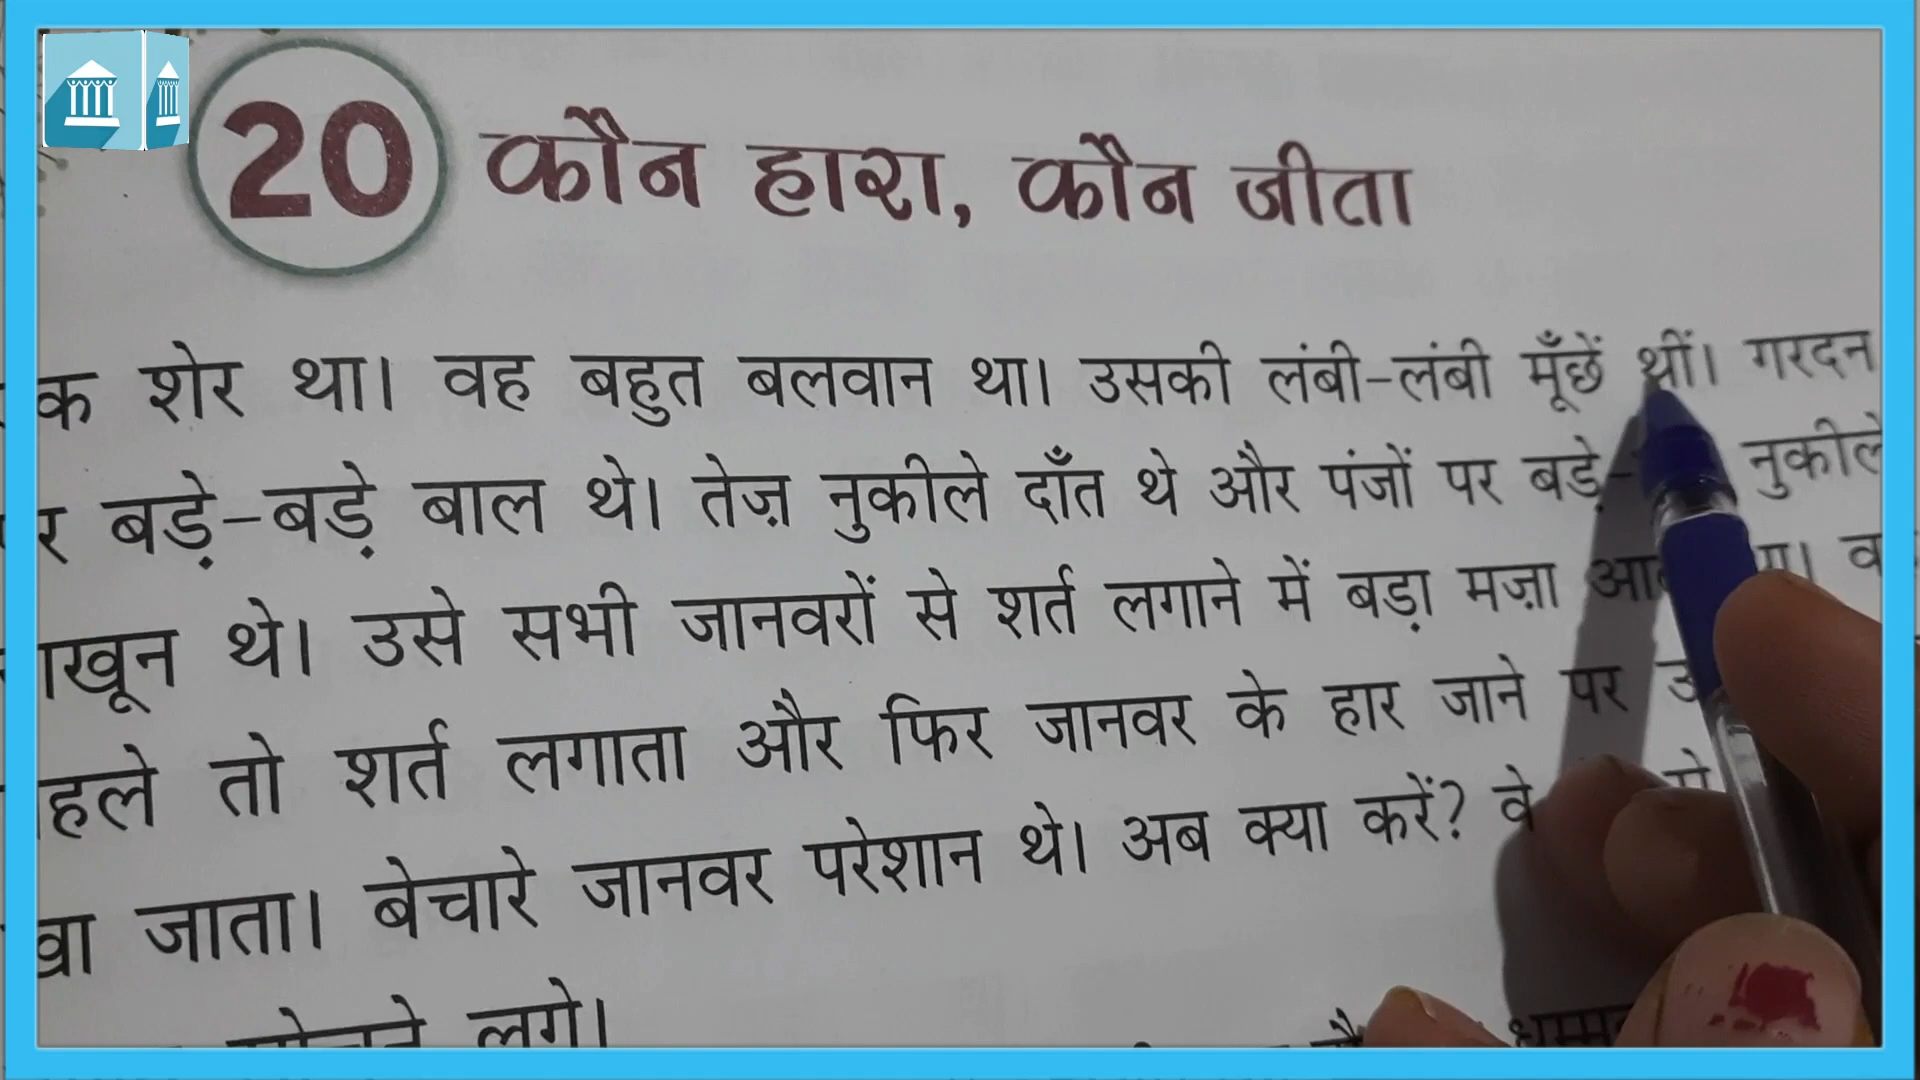 20 कौन हारा, कौन जीता
शेर था। वह बहुत बलवान था। उसकी लंबी-लंबी मूँछें थीं। गरदन
बड़े-बड़े बाल थे। तेज़ नुकीले दाँत थे और पंजों पर बड़े- नुकीले
थे। उसे सभी जानवरों से शर्त लगाने में बड़ा मज़ा
तो शर्त लगाता और फिर जानवर के हार जाने पर
जाता। बेचारे जानवर परेशान थे। अब क्या करें? वे
लगे।